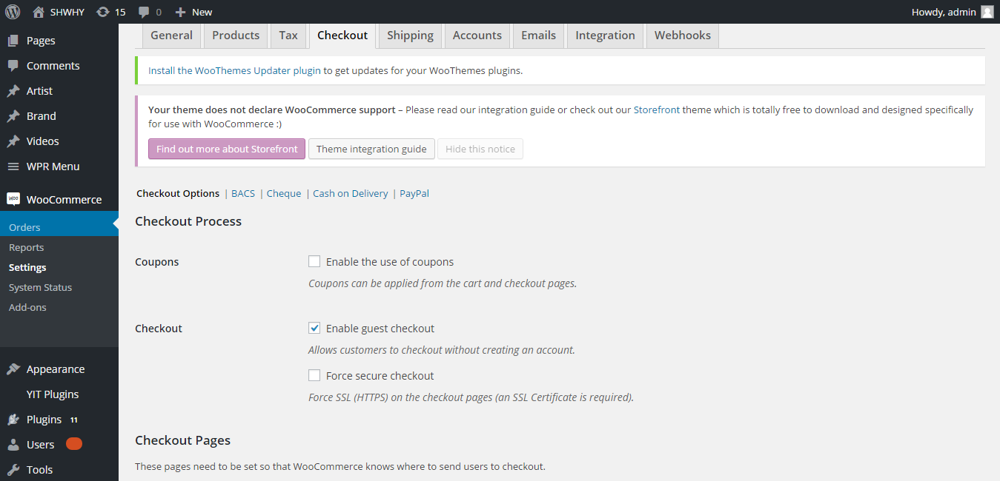 SHWHY 15 0 New Howdy, admin
Pages
Comments
Artist
Brand
Videos
WPR Menu
Woo WooCommerce
Orders
Reports
Settings
System Status
Add-ons
Appearance
YIT Plugins
Plugins 11
Users
Tools
General Products Tax Checkout Shipping Accounts Emails Integration Webhooks
Install the WooThemes Updater plugin to get updates for your WooThemes plugins.
Your theme does not declare WooCommerce support – Please read our integration guide or check out our Storefront theme which is totally free to download and designed specifically
for use with WooCommerce :)
Find out more about Storefront Theme integration guide Hide this notice
Checkout Options | BACS | Cheque | Cash on Delivery | PayPal
Checkout Process
Coupons Enable the use of coupons
Coupons can be applied from the cart and checkout pages.
Checkout Enable guest checkout
Allows customers to checkout without creating an account.
Force secure checkout
Force SSL (HTTPS) on the checkout pages (an SSL Certificate is required).
Checkout Pages
These pages need to be set so that WooCommerce knows where to send users to checkout.